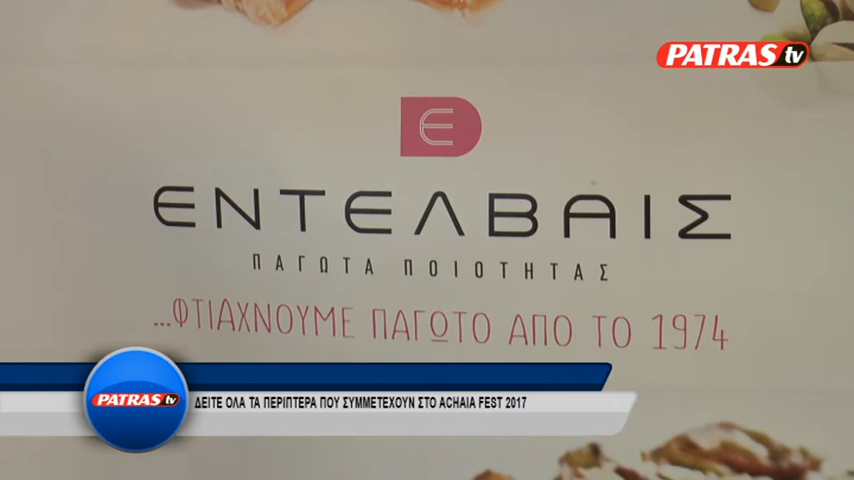 PATRAS tv
E
ΕΝΤΕΛΒΑΙΣ
ΠΑΓΩΤΑ ΠΟΙΟΤΗΤΑΣ
...ΦΤΙΑΧΝΟΥΜΕ ΠΑΓΩΤΟ ΑΠΟ ΤΟ 1974
PATRAS tv
ΔΕΙΤΕ ΟΛΑ ΤΑ ΠΕΡΙΠΤΕΡΑ ΠΟΥ ΣΥΜΜΕΤΕΧΟΥΝ ΣΤΟ ACHAIA FEST 2017